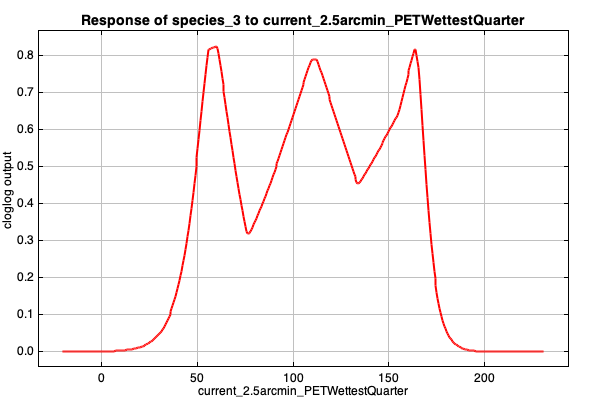 Response of species_3 to current_2.5arcmin_PETWettestQuarter
0.8
0.7
0.6
0.5
0.4
0.3
0.2
0.1
0.0
cloglog output
0 50 100 150 200
current_2.5arcmin_PETWettestQuarter